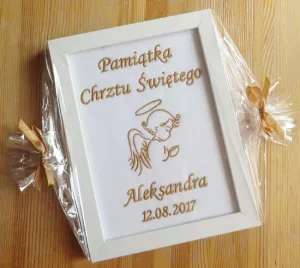 Pamiątka
Chrztu Świętego
Aleksandra
12.08.2017